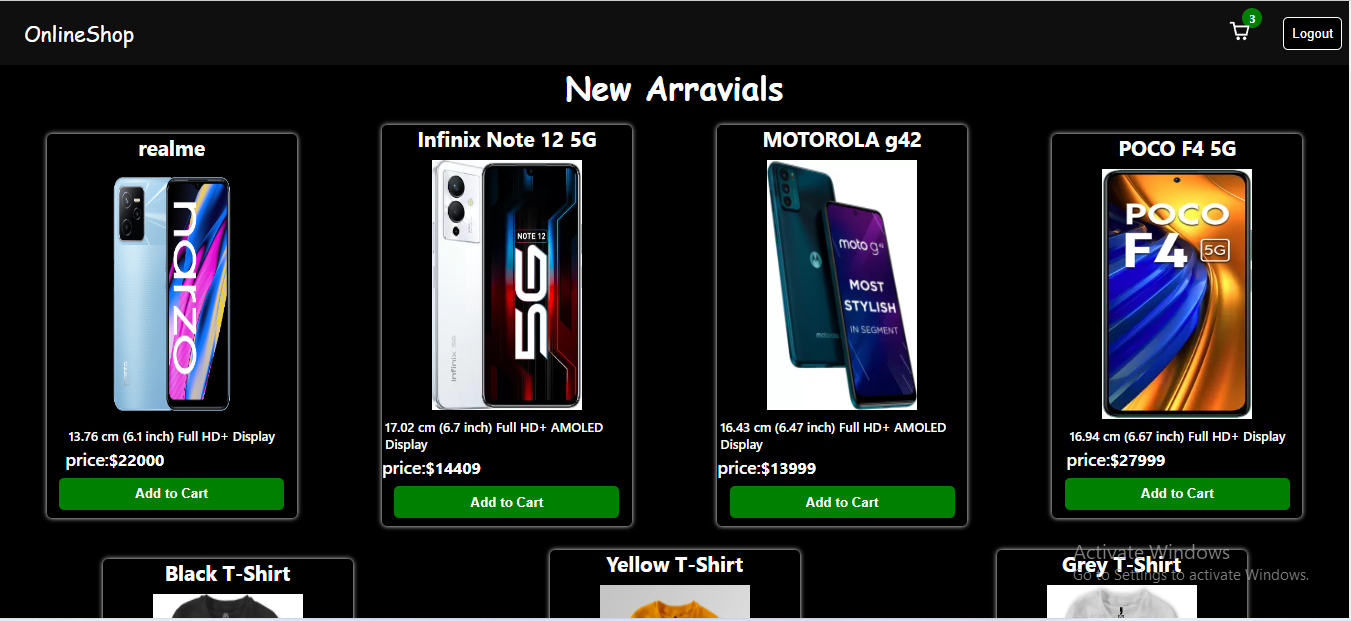 OnlineShop
3
Logout
New Arravials
realme
narzo
13.76 cm (6.1 inch) Full HD+ Display
price:$22000
Add to Cart
Infinix Note 12 5G
NOTE 12
5G
Infinix 5G
17.02 cm (6.7 inch) Full HD+ AMOLED
Display
price:$14409
Add to Cart
MOTOROLA g42
moto g42
MOST
STYLISH
IN SEGMENT
motorola
16.43 cm (6.47 inch) Full HD+ AMOLED
Display
price:$13999
Add to Cart
POCO F4 5G
POCO
F4 5G
16.94 cm (6.67 inch) Full HD+ Display
price:$27999
Add to Cart
Black T-Shirt
Yellow T-Shirt
Grey T-Shirt
Activate Windows
Go to Settings to activate Windows.